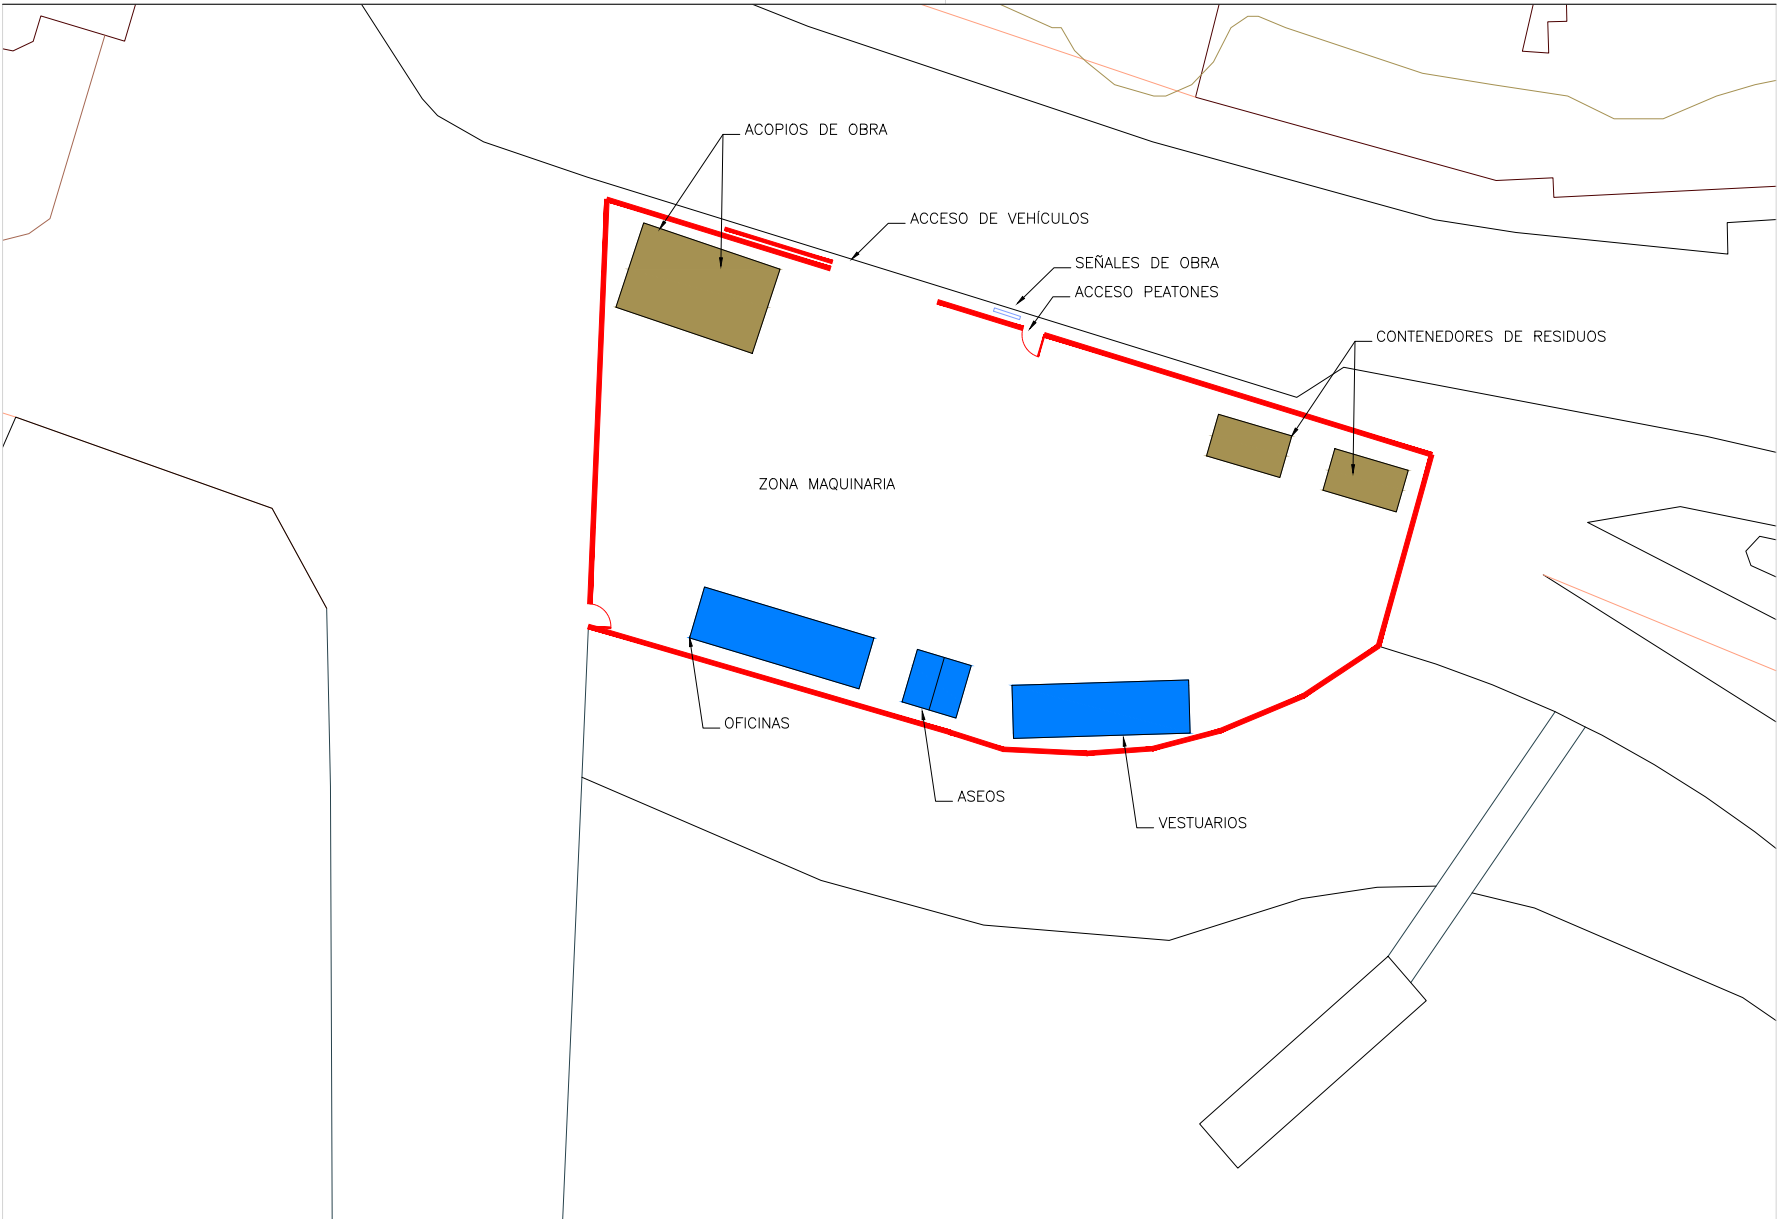 ACOPIOS DE OBRA
ACCESO DE VEHÍCULOS
SEÑALES DE OBRA
ACCESO PEATONES
CONTENEDORES DE RESIDUOS
ZONA MAQUINARIA
OFICINAS
ASEOS
VESTUARIOS